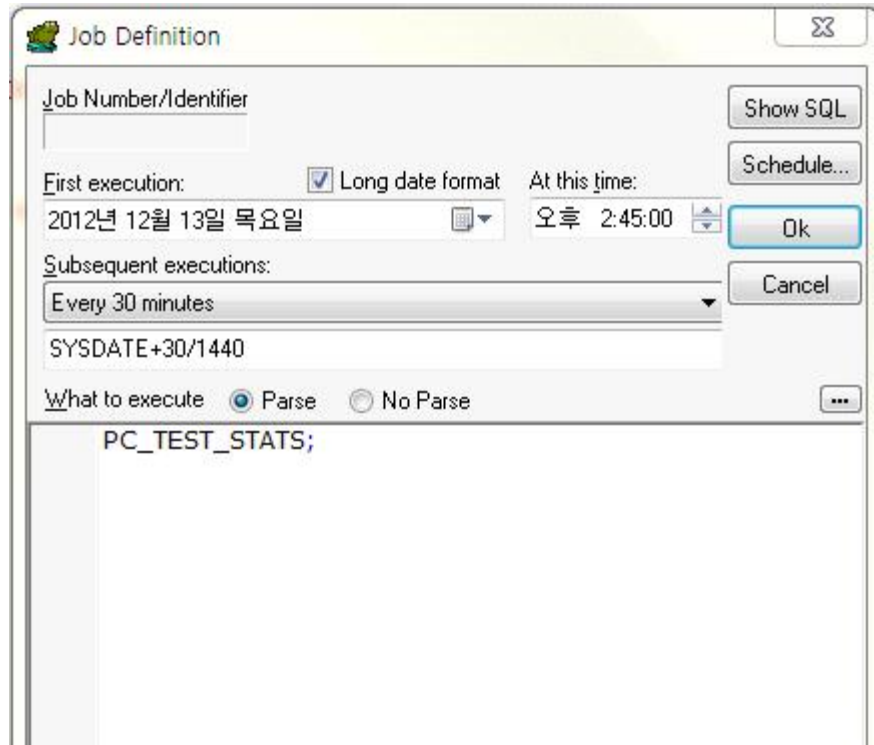 Job Definition
Job Number/Identifier
Show SQL
Schedule...
First execution:
Long date format
At this time:
2012년 12월 13일 목요일
오후 2:45:00
Ok
Subsequent executions:
Cancel
Every 30 minutes
SYSDATE+30/1440
What to execute
Parse
No Parse
...
PC_TEST_STATS;